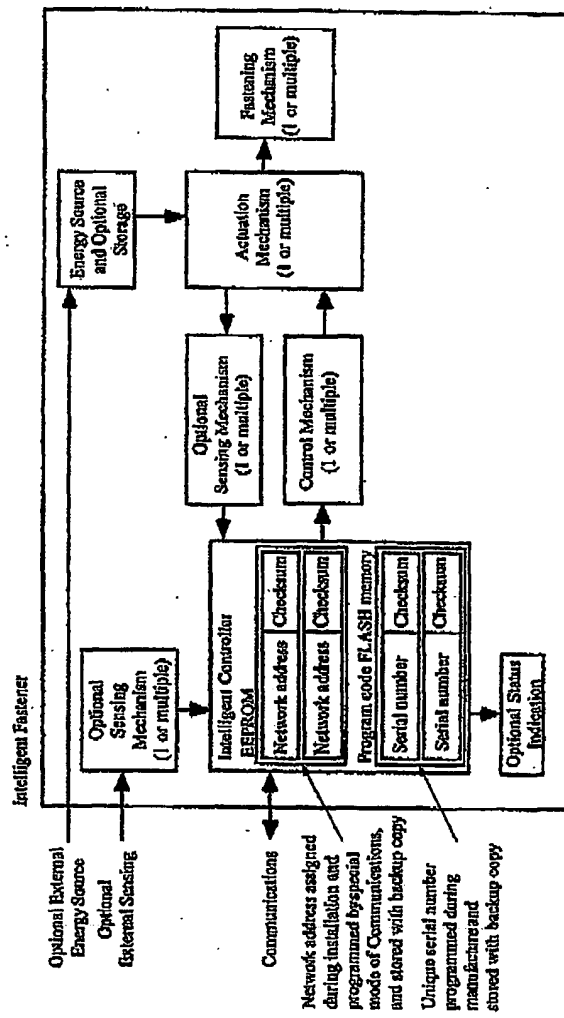 Intelligent Fastener
Optional External
Energy Source
Optional
External Sensing
Communications
Network address assigned
during installation and
programmed by special
mode of Communications,
and stored with backup copy
Unique serial number
programmed during
manufacture and
stored with backup copy
Optional
Sensing
Mechanism
(1 or multiple)
Intelligent Controller
EEPROM
Network address
Checksum
Network address
Checksum
Program code FLASH memory
Serial number
Checksum
Serial number
Checksum
Optional Status
Indication
Optional
Sensing Mechanism
(1 or multiple)
Control Mechanism
(1 or multiple)
Energy Source
and Optional
Storage
Actuation
Mechanism
(1 or multiple)
Fastening
Mechanism
(1 or multiple)